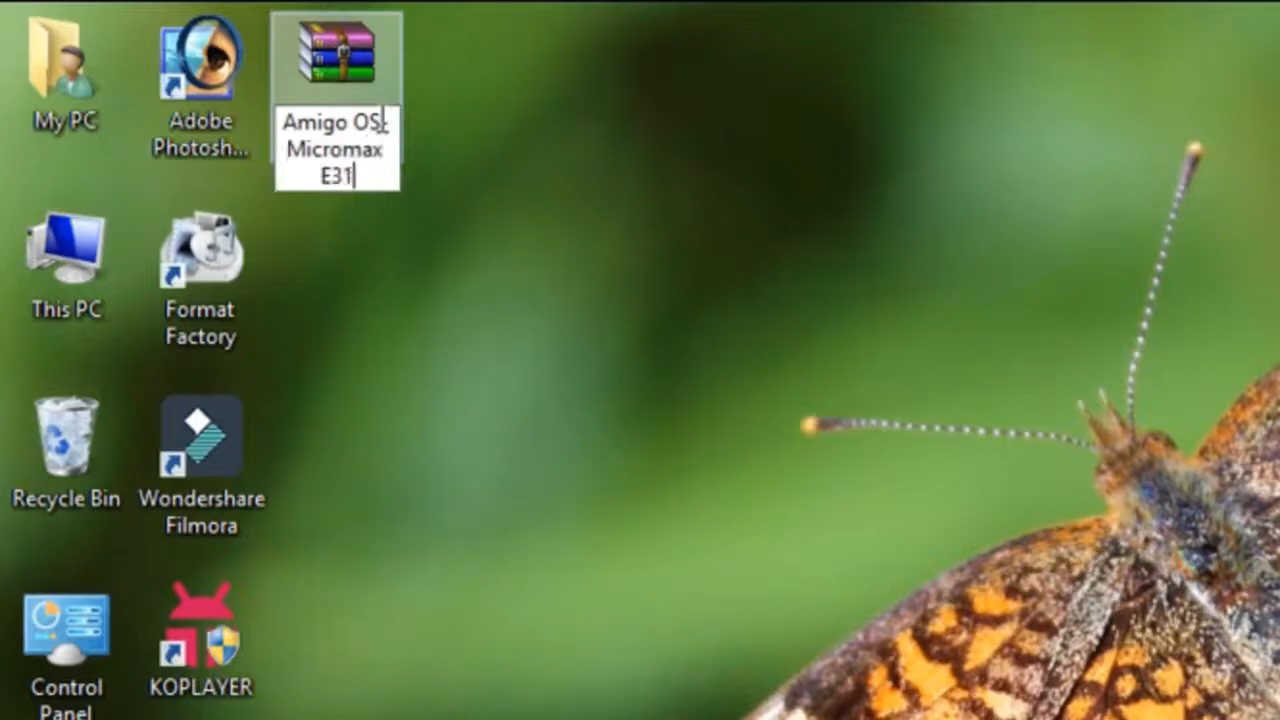 My PC
Adobe
Photosh...
Amigo OS
Micromax
E31
This PC
Format
Factory
Recycle Bin
Wondershare
Filmora
Control
Panel
KOPLAYER